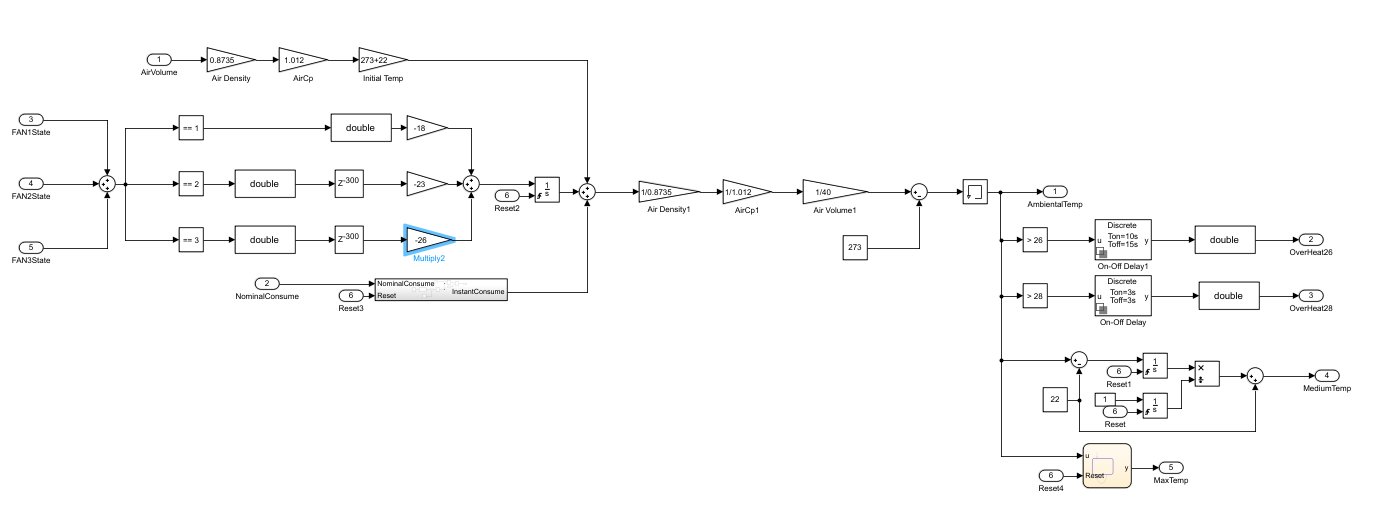 1
AirVolume
0.8735
Air Density
1.012
AirCp
273+22
Initial Temp
3
FAN1State
== 1
double
-18
4
FAN2State
+
+
+
== 2
double
Z-300
-23
+
+
+
6
Reset2
1
s
+
+
+
1/0.8735
Air Density1
1/1.012
AirCp1
1/40
Air Volume1
+
-
1
AmbientalTemp
5
FAN3State
== 3
double
Z-300
-26
Multiply2
273
2
NominalConsume
6
Reset3
NominalConsume
Reset
InstantConsume
> 26
Discrete
Ton=10s
Toff=15s
u
y
On-Off Delay1
double
2
OverHeat26
> 28
Discrete
Ton=3s
Toff=3s
u
y
On-Off Delay
double
3
OverHeat28
+
-
6
Reset1
1
s
×
÷
+
+
4
MediumTemp
22
1
6
Reset
1
s
u
Reset
y
6
Reset4
5
MaxTemp